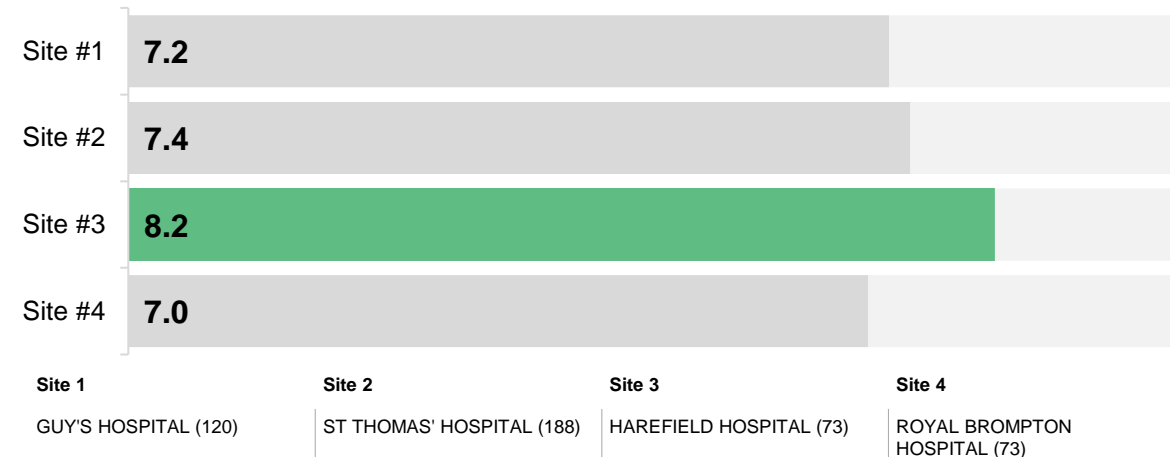 Site #1 7.2
Site #2 7.4
Site #3 8.2
Site #4 7.0
Site 1 Site 2 Site 3 Site 4
GUY'S HOSPITAL (120) ST THOMAS' HOSPITAL (188) HAREFIELD HOSPITAL (73) ROYAL BROMPTON
HOSPITAL (73)